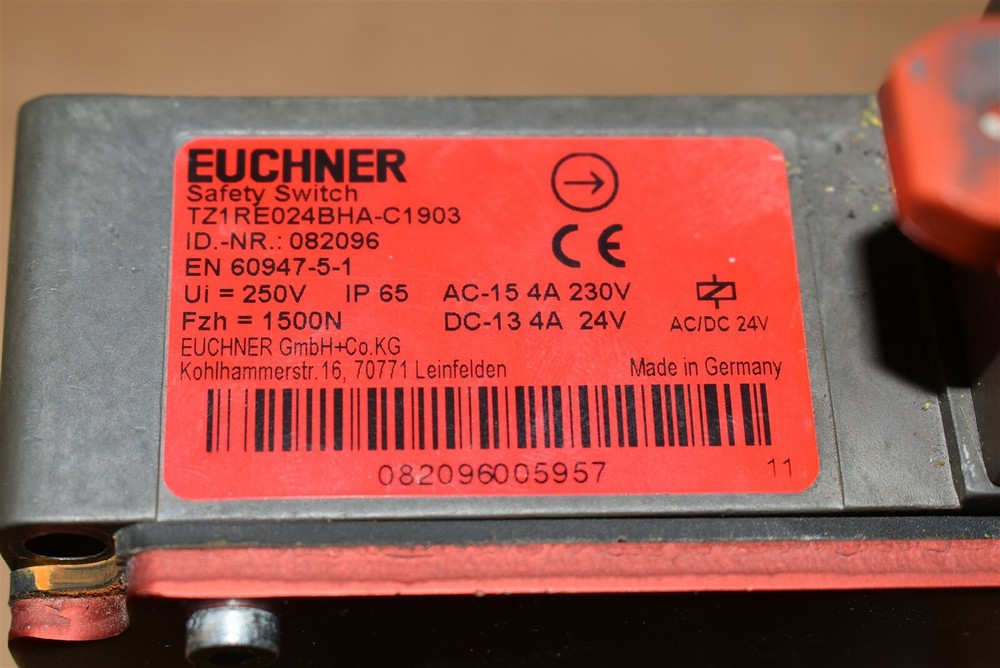 EUCHNER
Safety Switch
TZ1RE024BHA-C1903
ID.-NR.: 082096
EN 60947-5-1
Ui = 250V IP 65 AC-15 4A 230V
Fzh = 1500N DC-13 4A 24V AC/DC 24V
EUCHNER GmbH+Co.KG
Kohlhammerstr.16, 70771 Leinfelden Made in Germany
082096005957 11
CE